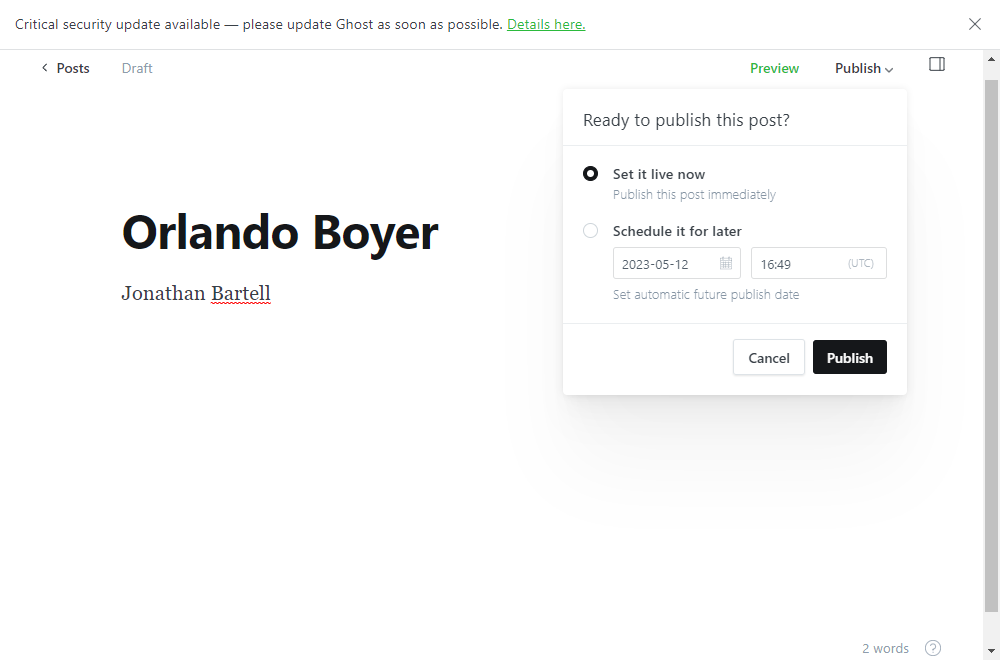 Critical security update available — please update Ghost as soon as possible. Details here.
Posts Draft Preview Publish
Ready to publish this post?
Set it live now
Publish this post immediately
Schedule it for later
2023-05-12 16:49 (UTC)
Set automatic future publish date
Cancel Publish
Orlando Boyer
Jonathan Bartell
2 words ?